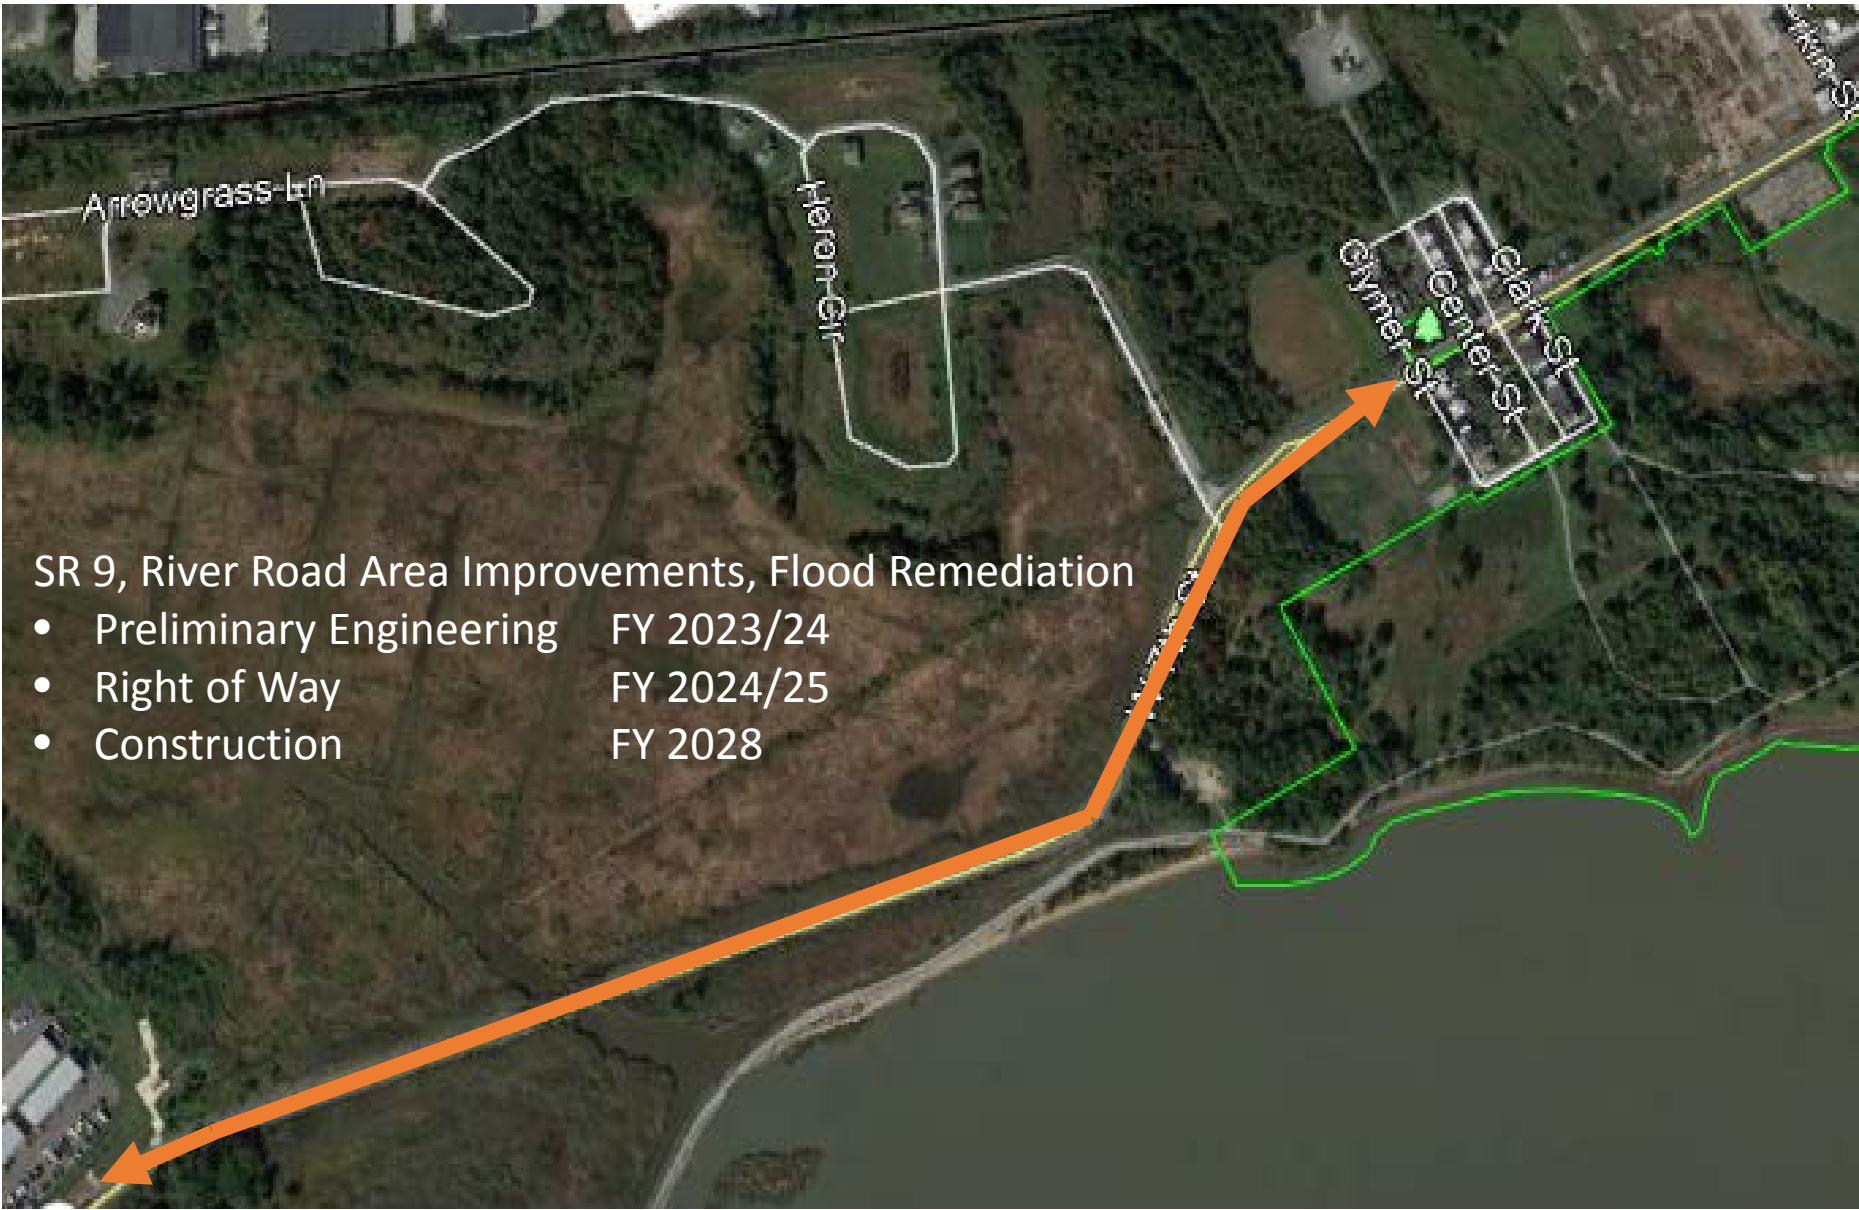 Arrowgrass Ln
Heron Cir
Clymer St
Center St
Clark St
SR 9, River Road Area Improvements, Flood Remediation
• Preliminary Engineering FY 2023/24
• Right of Way FY 2024/25
• Construction FY 2028